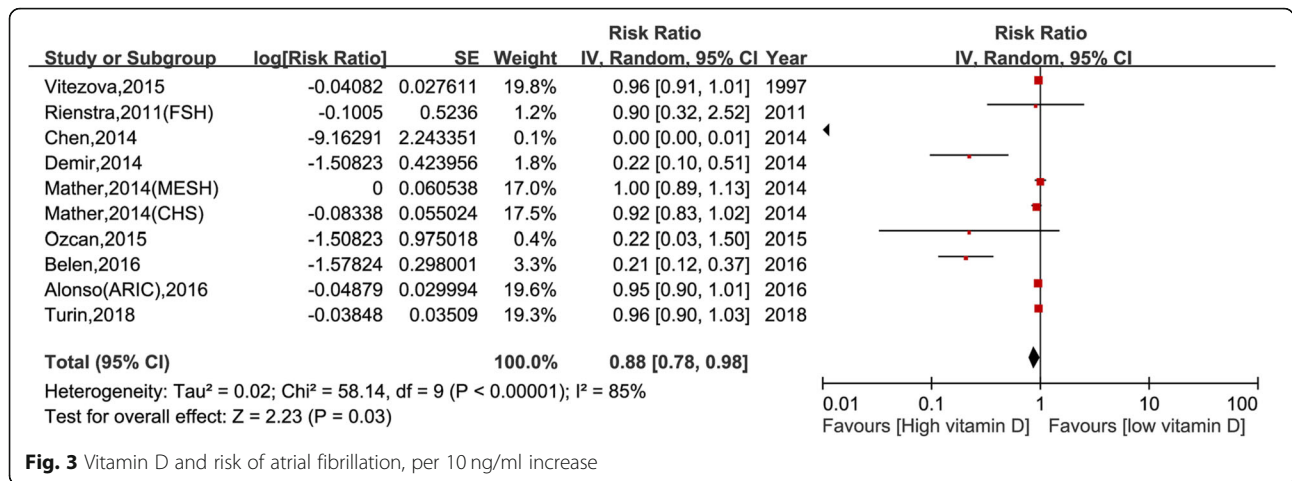 Risk Ratio Risk Ratio
Study or Subgroup log[Risk Ratio] SE Weight IV, Random, 95% CI Year IV, Random, 95% CI
Vitezova,2015 -0.04082 0.027611 19.8% 0.96 [0.91, 1.01] 1997
Rienstra,2011(FSH) -0.1005 0.5236 1.2% 0.90 [0.32, 2.52] 2011
Chen,2014 -9.16291 2.243351 0.1% 0.00 [0.00, 0.01] 2014
Demir,2014 -1.50823 0.423956 1.8% 0.22 [0.10, 0.51] 2014
Mather,2014(MESH) 0 0.060538 17.0% 1.00 [0.89, 1.13] 2014
Mather,2014(CHS) -0.08338 0.055024 17.5% 0.92 [0.83, 1.02] 2014
Ozcan,2015 -1.50823 0.975018 0.4% 0.22 [0.03, 1.50] 2015
Belen,2016 -1.57824 0.298001 3.3% 0.21 [0.12, 0.37] 2016
Alonso(ARIC),2016 -0.04879 0.029994 19.6% 0.95 [0.90, 1.01] 2016
Turin,2018 -0.03848 0.03509 19.3% 0.96 [0.90, 1.03] 2018
Total (95% CI) 100.0% 0.88 [0.78, 0.98]
Heterogeneity: Tau² = 0.02; Chi² = 58.14, df = 9 (P < 0.00001); I² = 85%
Test for overall effect: Z = 2.23 (P = 0.03)
0.01 0.1 1 10 100
Favours [High vitamin D] Favours [low vitamin D]
Fig. 3 Vitamin D and risk of atrial fibrillation, per 10 ng/ml increase